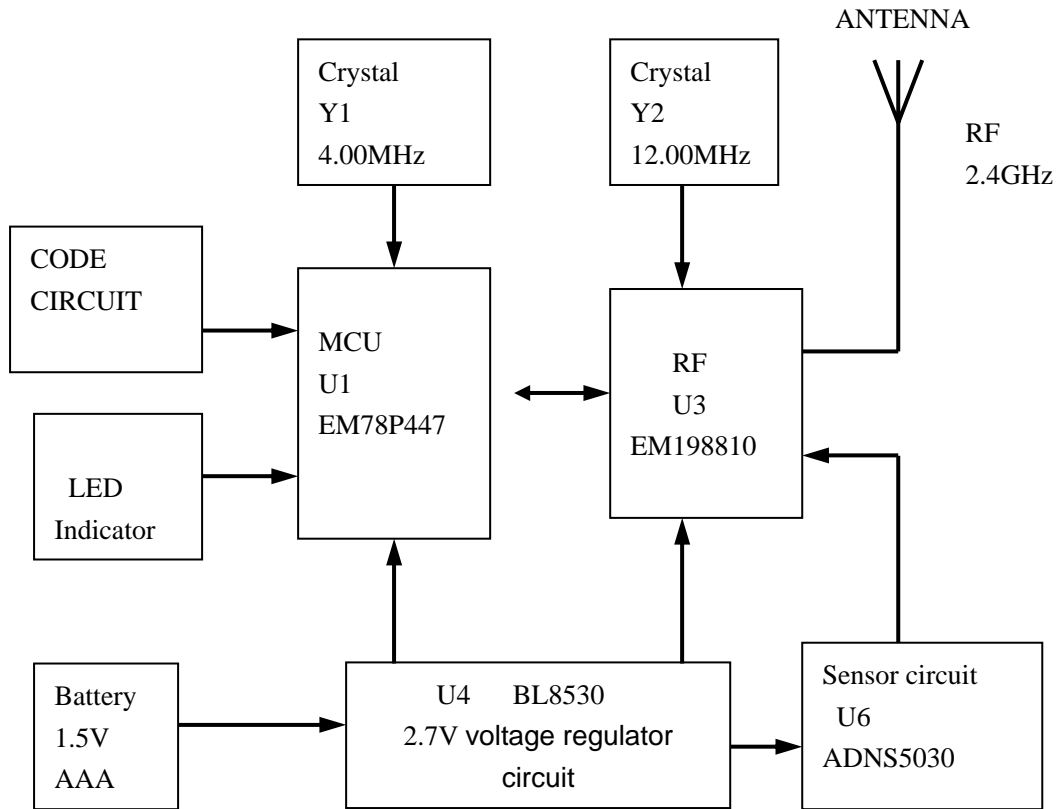 ANTENNA
Crystal
Y1
4.00MHz
Crystal
Y2
12.00MHz
RF
2.4GHz
CODE
CIRCUIT
MCU
U1
EM78P447
RF
U3
EM198810
LED
Indicator
Battery
1.5V
AAA
U4 BL8530
2.7V voltage regulator
circuit
Sensor circuit
U6
ADNS5030